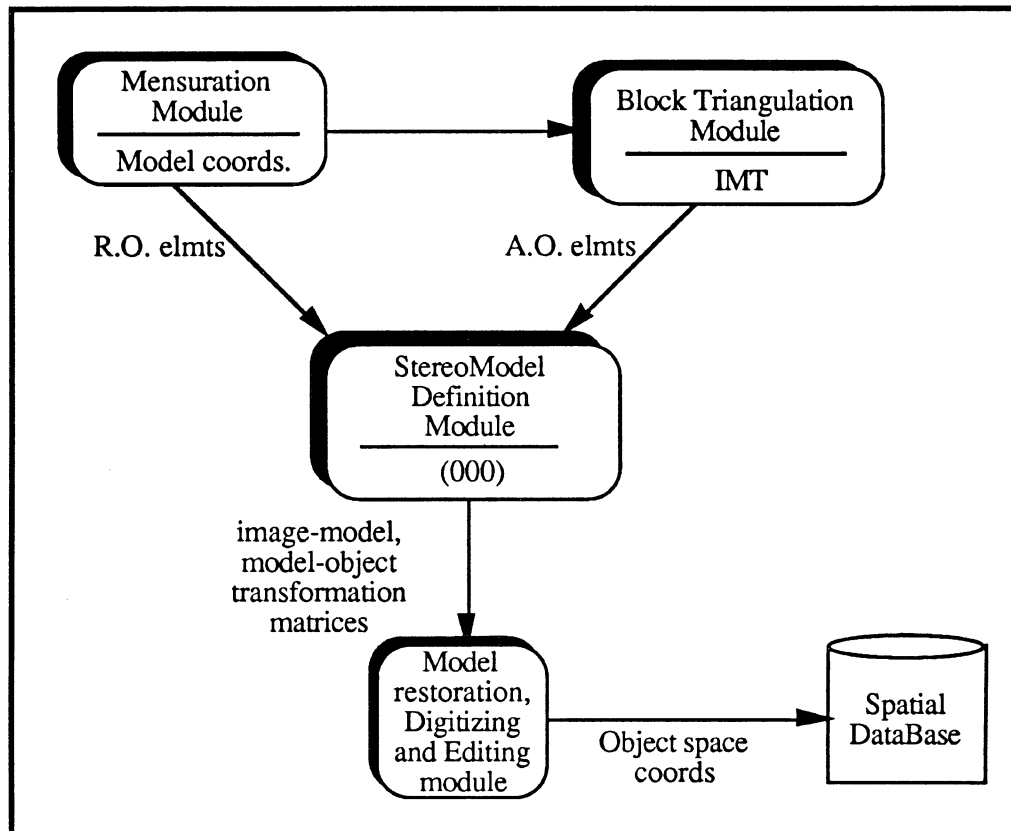 Mensuration
Module
Model coords.
Block Triangulation
Module
IMT
R.O. elmts
A.O. elmts
StereoModel
Definition
Module
(000)
image-model,
model-object
transformation
matrices
Model
restoration,
Digitizing
and Editing
module
Object space
coords
Spatial
DataBase